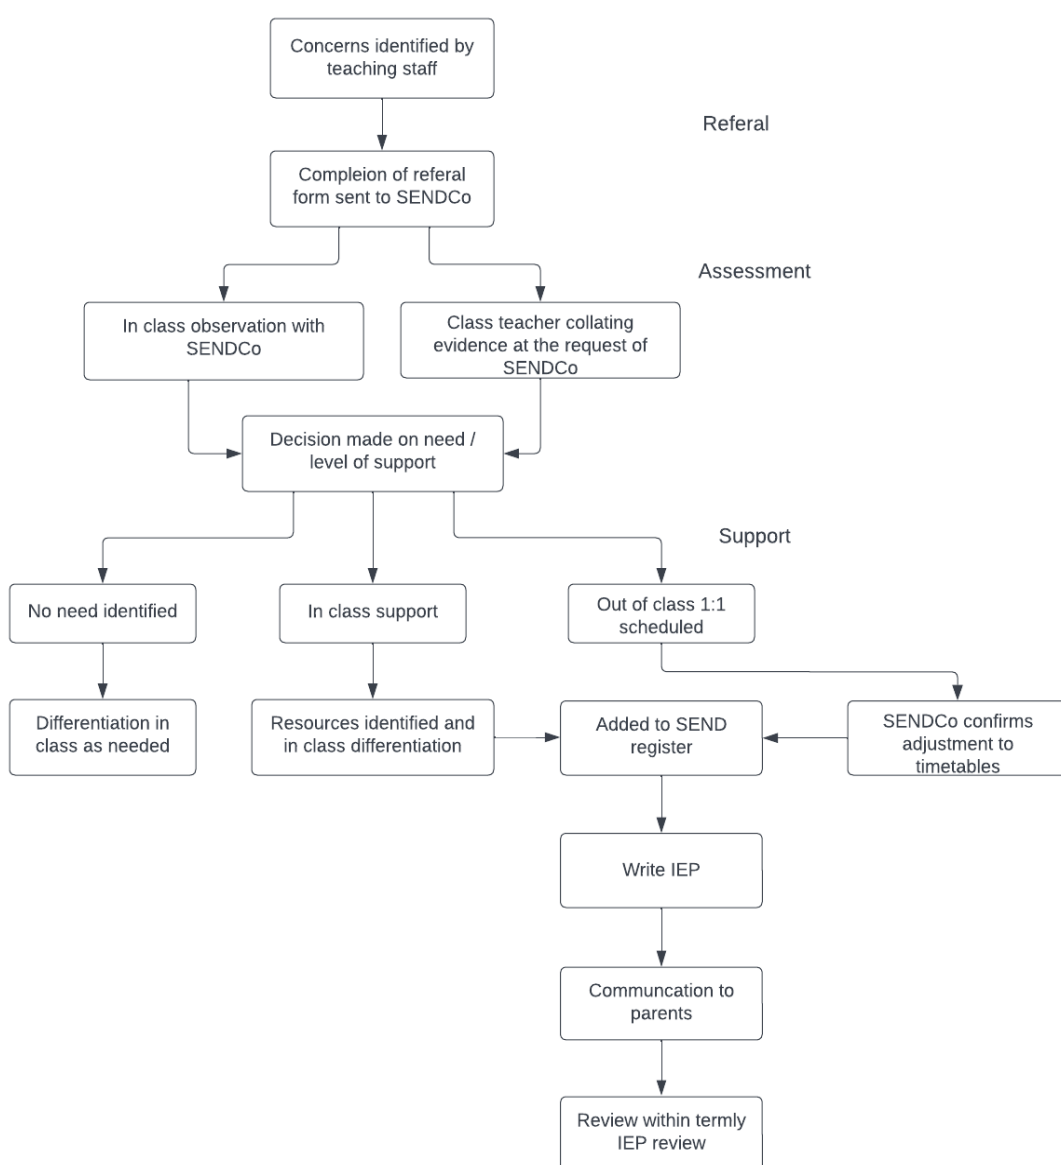 Concerns identified by
teaching staff
Referal
Compleion of referal
form sent to SENDCo
Assessment
In class observation with
SENDCo
Class teacher collating
evidence at the request of
SENDCo
Decision made on need /
level of support
Support
No need identified
In class support
Out of class 1:1
scheduled
Differentiation in
class as needed
Resources identified and
in class differentiation
Added to SEND
register
SENDCo confirms
adjustment to
timetables
Write IEP
Communcation to
parents
Review within termly
IEP review